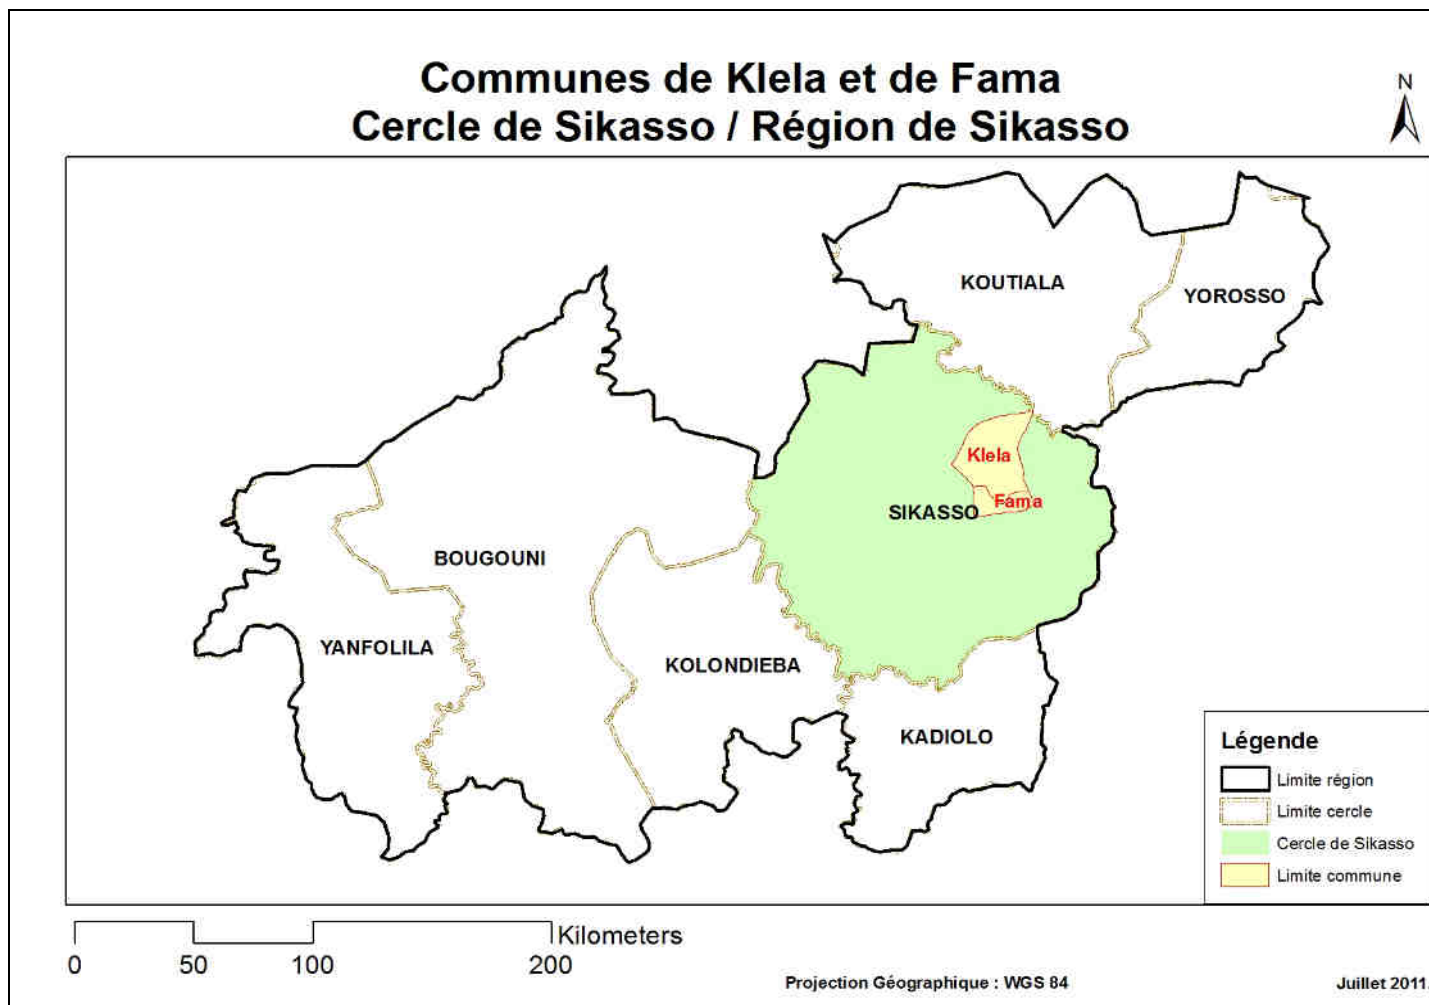 Communes de Klela et de Fama
Cercle de Sikasso / Région de Sikasso
N
KOUTIALA
YOROSSO
Klela
Fama
SIKASSO
BOUGOUNI
YANFOLILA
KOLONDIEBA
KADIOLO
Légende
Limite région
Limite cercle
Cercle de Sikasso
Limite commune
Kilometers
0 50 100 200
Projection Géographique : WGS 84
Juillet 2011.